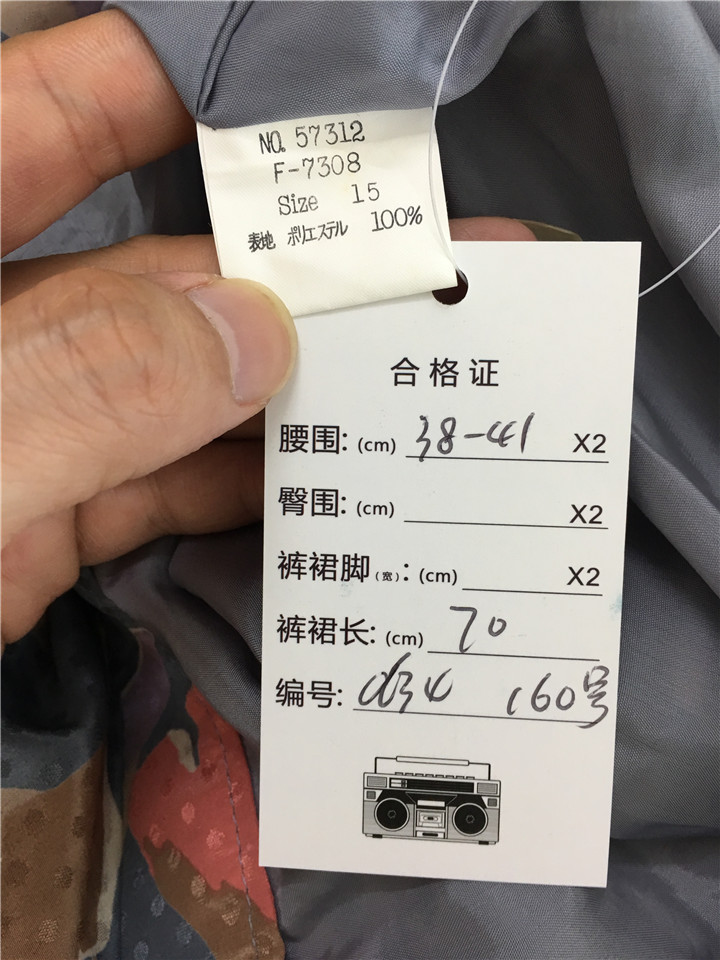 NO. 57312
F-7308
Size 15
表地 ポリエステル 100%
合格证
腰围: (cm) 38-41 X2
臀围: (cm) X2
裤裙脚(宽): (cm) X2
裤裙长: (cm) 70
编号: 160号